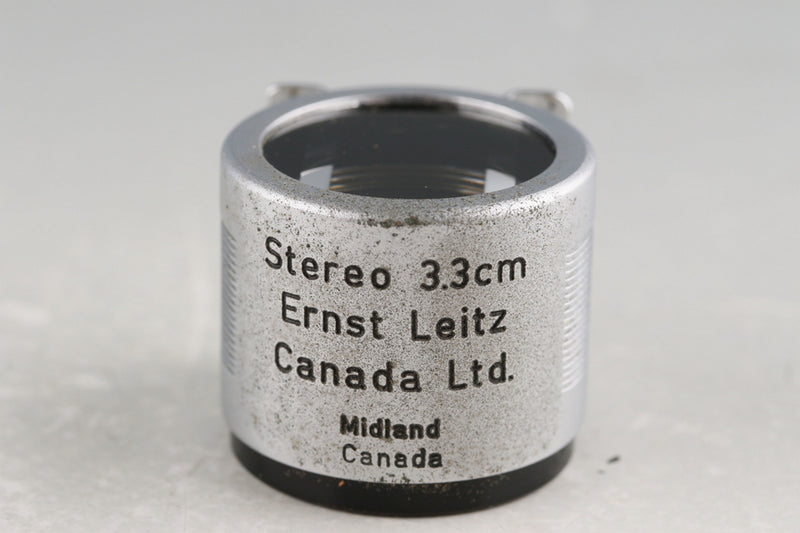 Stereo 3.3cm
Ernst Leitz
Canada Ltd.
Midland
Canada